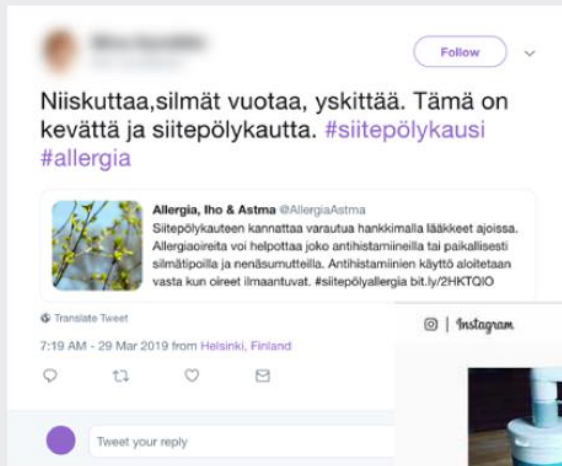 Follow
Niiskuttaa,silmät vuotaa, yskittää. Tämä on
kevättä ja siitepölykautta. #siitepölykausi
#allergia
Allergia, Iho & Astma @AllergiaAstma
Siitepölykauteen kannattaa varautua hankkimalla lääkkeet ajoissa.
Allergiaoireita voi helpottaa joko antihistamiineilla tai paikallisesti
silmätipoilla ja nenäsumutteilla. Antihistamiinien käyttö aloitetaan
vasta kun oireet ilmaantuvat. #siitepölyallergia bit.ly/2HKTQIO
Translate Tweet
Instagram
7:19 AM - 29 Mar 2019 from Helsinki, Finland
Tweet your reply